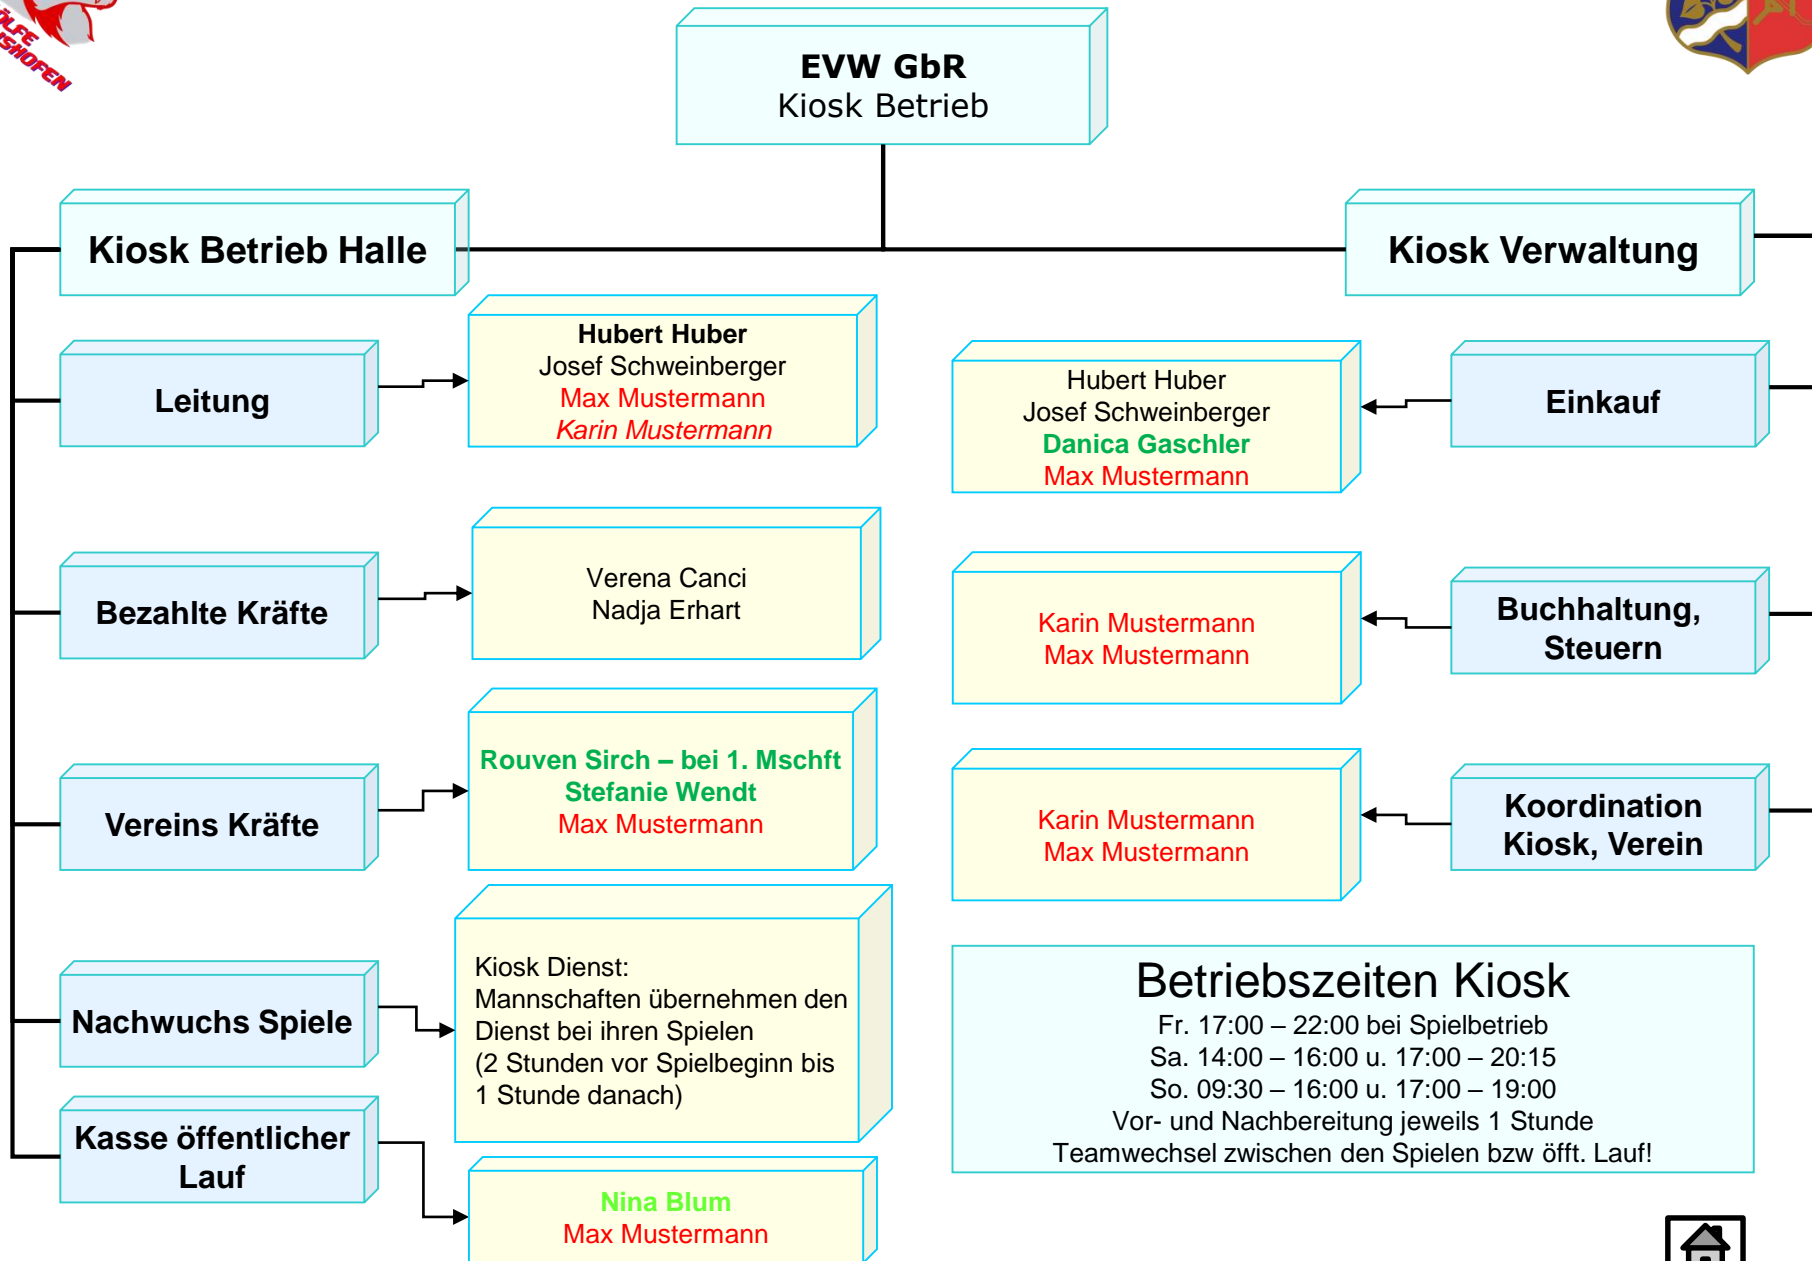 EVW GbR
Kiosk Betrieb
Kiosk Betrieb Halle
Kiosk Verwaltung
Leitung
Hubert Huber
Josef Schweinberger
Max Mustermann
Karin Mustermann
Hubert Huber
Josef Schweinberger
Danica Gaschler
Max Mustermann
Einkauf
Bezahlte Kräfte
Verena Canci
Nadja Erhart
Karin Mustermann
Max Mustermann
Buchhaltung,
Steuern
Vereins Kräfte
Rouven Sirch – bei 1. Mschft
Stefanie Wendt
Max Mustermann
Karin Mustermann
Max Mustermann
Koordination
Kiosk, Verein
Nachwuchs Spiele
Kiosk Dienst:
Mannschaften übernehmen den
Dienst bei ihren Spielen
(2 Stunden vor Spielbeginn bis
1 Stunde danach)
Kasse öffentlicher
Lauf
Nina Blum
Max Mustermann
Betriebszeiten Kiosk
Fr. 17:00 – 22:00 bei Spielbetrieb
Sa. 14:00 – 16:00 u. 17:00 – 20:15
So. 09:30 – 16:00 u. 17:00 – 19:00
Vor- und Nachbereitung jeweils 1 Stunde
Teamwechsel zwischen den Spielen bzw öfft. Lauf!